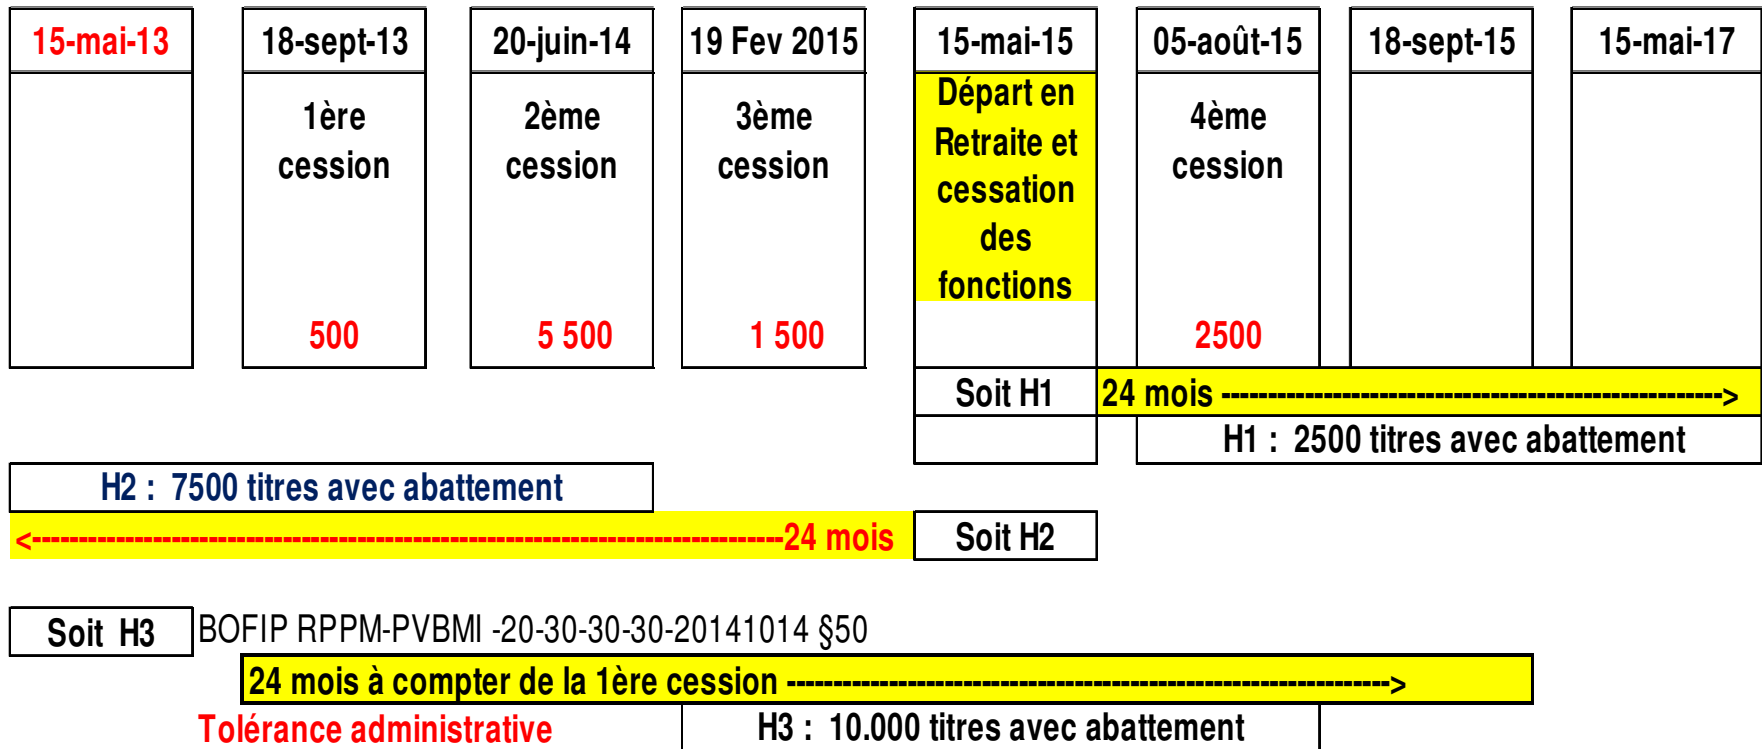 15-mai-13 18-sept-13 20-juin-14 19 Fev 2015 15-mai-15 05-août-15 18-sept-15 15-mai-17
1ère
cession
500
2ème
cession
5 500
3ème
cession
1 500
Départ en
Retraite et
cessation
des
fonctions
4ème
cession
2500
Soit H1 24 mois ------------------------------------------------------>
H1 : 2500 titres avec abattement
H2 : 7500 titres avec abattement
<--------------------------------------------------------------------------------24 mois Soit H2
Soit H3 BOFIP RPPM-PVBMI -20-30-30-30-20141014 §50
24 mois à compter de la 1ère cession ----------------------------------------------------------------->
Tolérance administrative H3 : 10.000 titres avec abattement